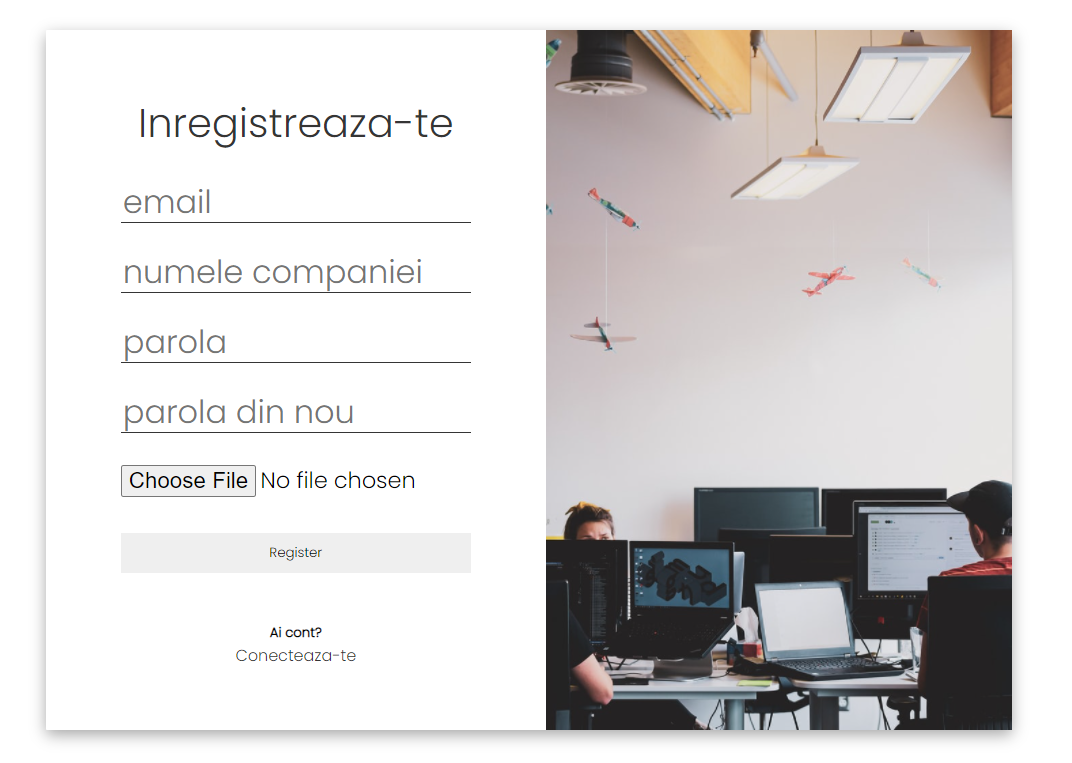 Inregistreaza-te
email
numele companiei
parola
parola din nou
Choose File No file chosen
Register
Ai cont?
Conecteaza-te